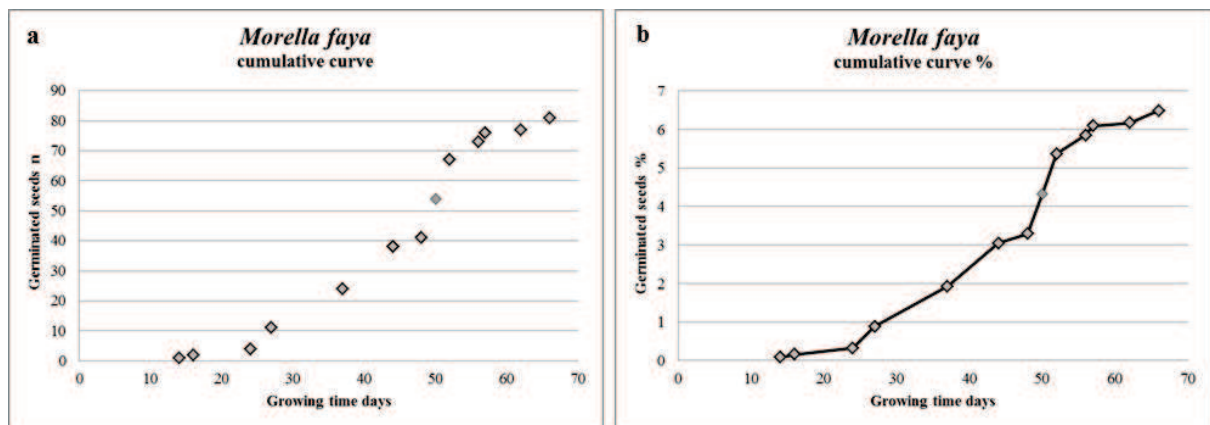 a
Morella faya
cumulative curve
Germinated seeds n
90
80
70
60
50
40
30
20
10
0
0 10 20 30 40 50 60 70
Growing time days
b
Morella faya
cumulative curve %
Germinated seeds %
7
6
5
4
3
2
1
0
0 10 20 30 40 50 60 70
Growing time days